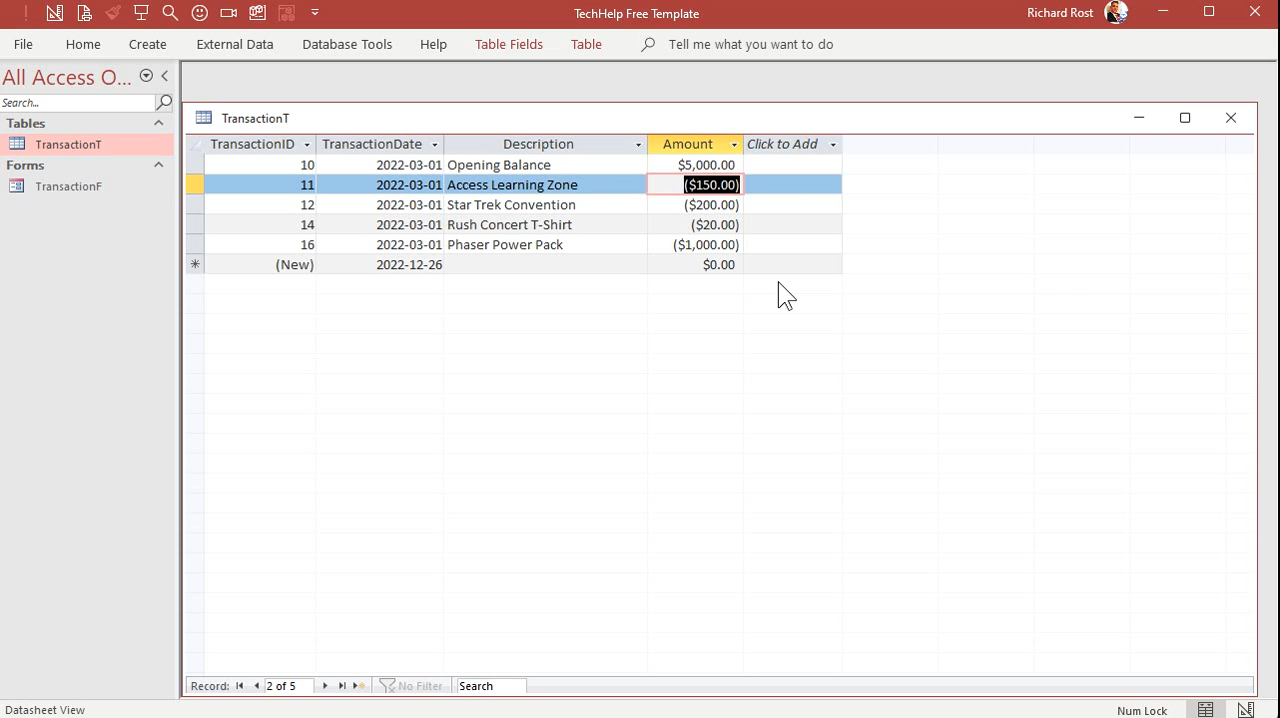 TechHelp Free Template
Richard Rost
File Home Create External Data Database Tools Help Table Fields Table Tell me what you want to do
All Access O...
Search...
Tables
TransactionT
Forms
TransactionF
TransactionT
TransactionID TransactionDate Description Amount Click to Add
10 2022-03-01 Opening Balance $5,000.00
11 2022-03-01 Access Learning Zone ($150.00)
12 2022-03-01 Star Trek Convention ($200.00)
14 2022-03-01 Rush Concert T-Shirt ($20.00)
16 2022-03-01 Phaser Power Pack ($1,000.00)
(New) 2022-12-26 $0.00
Record: 2 of 5 No Filter Search
Datasheet View
Num Lock